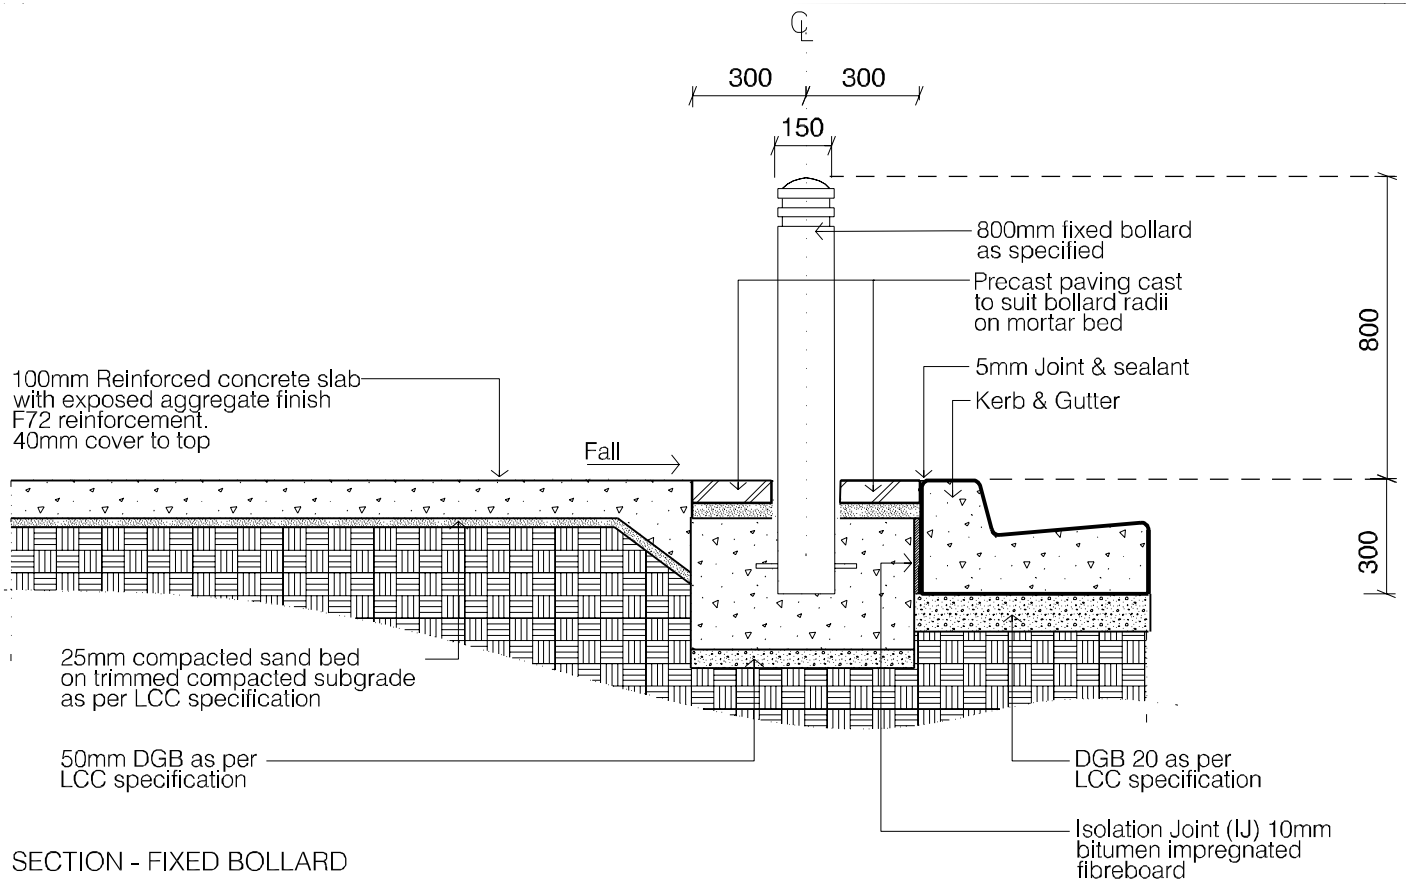 CL
300
300
150
800mm fixed bollard
as specified
Precast paving cast
to suit bollard radii
on mortar bed
800
5mm Joint & sealant
Kerb & Gutter
100mm Reinforced concrete slab
with exposed aggregate finish
F72 reinforcement.
40mm cover to top
Fall
300
25mm compacted sand bed
on trimmed compacted subgrade
as per LCC specification
50mm DGB as per
LCC specification
DGB 20 as per
LCC specification
Isolation Joint (IJ) 10mm
bitumen impregnated
fibreboard
SECTION - FIXED BOLLARD